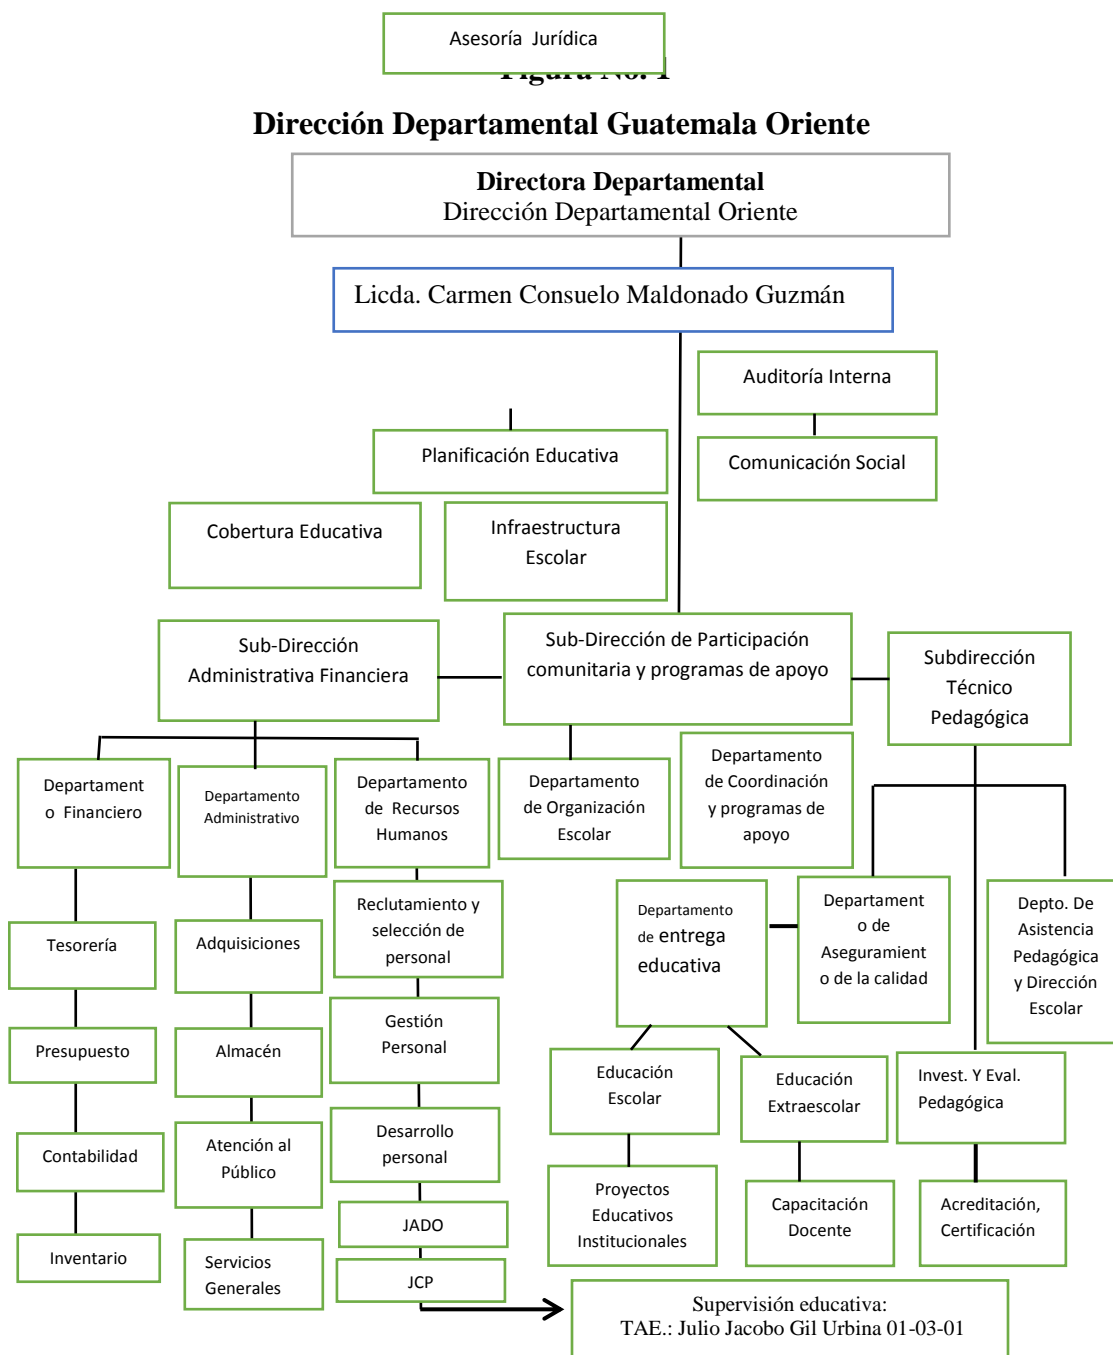 Asesoría Jurídica
Figura No. 1
Dirección Departamental Guatemala Oriente
Directora Departamental
Dirección Departamental Oriente
Licda. Carmen Consuelo Maldonado Guzmán
Auditoría Interna
Planificación Educativa
Comunicación Social
Cobertura Educativa
Infraestructura
Escolar
Sub-Dirección
Administrativa Financiera
Sub-Dirección de Participación
comunitaria y programas de apoyo
Subdirección
Técnico
Pedagógica
Departament
o Financiero
Departamento
Administrativo
Departamento
de Recursos
Humanos
Departamento
de Organización
Escolar
Departamento
de Coordinación
y programas de
apoyo
Tesorería
Adquisiciones
Reclutamiento y
selección de
personal
Departamento
de entrega
educativa
Departament
o de
Aseguramient
o de la calidad
Depto. De
Asistencia
Pedagógica
y Dirección
Escolar
Presupuesto
Almacén
Gestión
Personal
Educación
Escolar
Educación
Extraescolar
Invest. Y Eval.
Pedagógica
Contabilidad
Atención al
Público
Desarrollo
personal
Proyectos
Educativos
Institucionales
Capacitación
Docente
Acreditación,
Certificación
Inventario
Servicios
Generales
JADO
JCP
Supervisión educativa:
TAE.: Julio Jacobo Gil Urbina 01-03-01